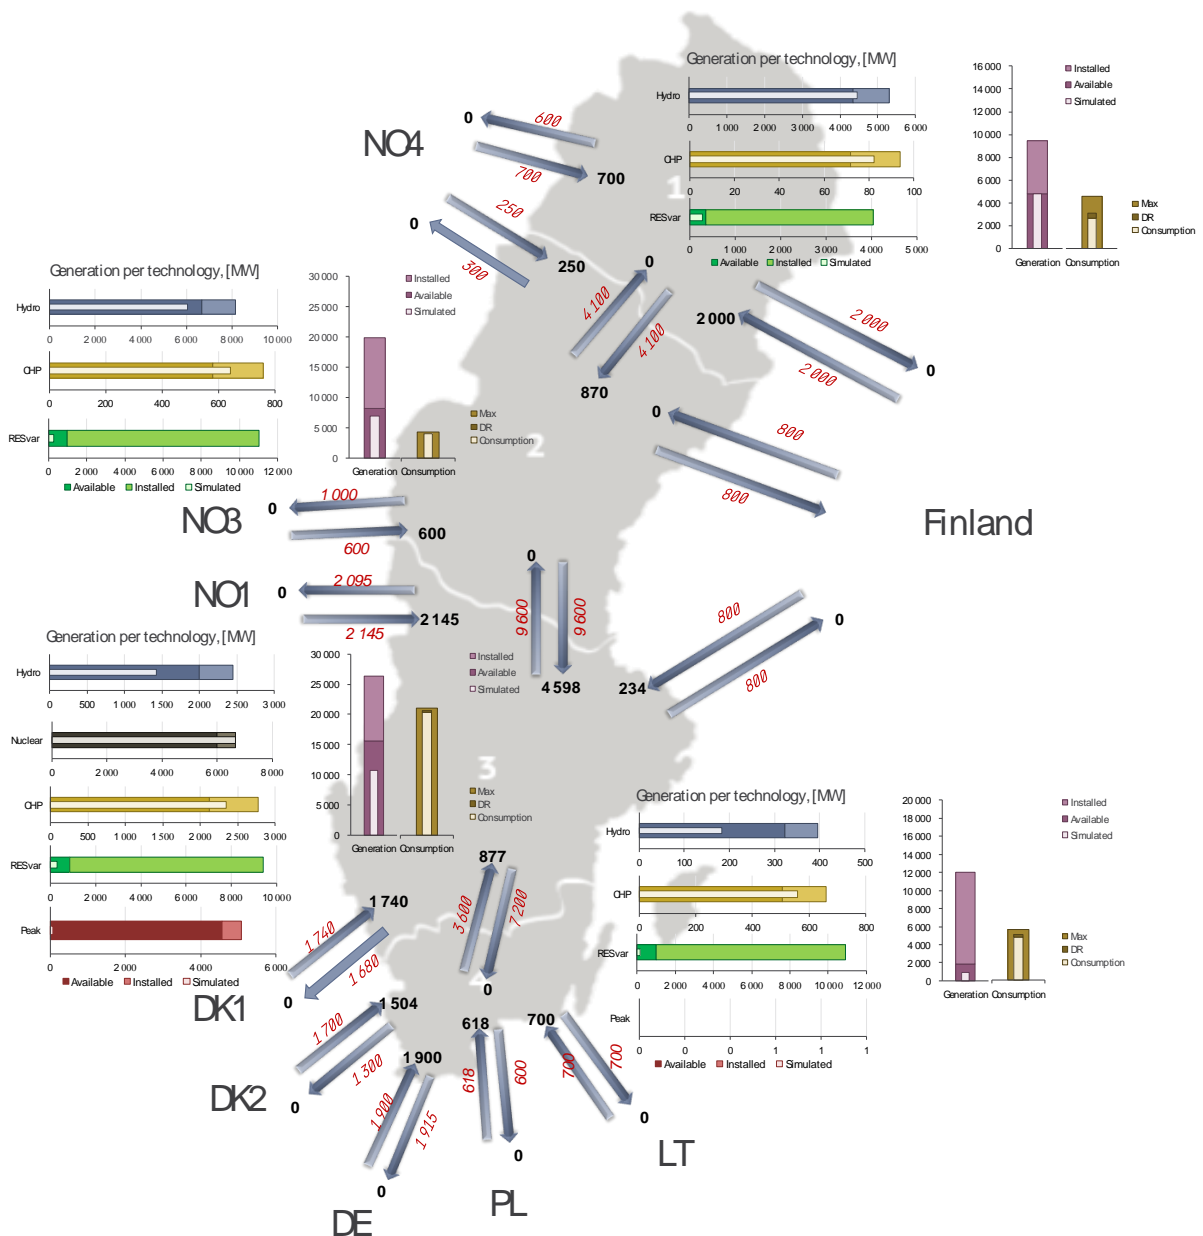 Generation per technology, [MW]
Hydro
0 1 000 2 000 3 000 4 000 5 000 6 000
CHP
0 20 40 60 80 100
RESvar
0 1 000 2 000 3 000 4 000 5 000
Available Installed Simulated
16 000
14 000
12 000
10 000
8 000
6 000
4 000
2 000
0
Generation Consumption
Installed
Available
Simulated
Max
DR
Consumption
1
NO4
0
600
700
700
0
250
300
250
0
4 100
4 100
870
2 000
2 000
2 000
0
0
800
800
Finland
Generation per technology, [MW]
Hydro
0 2 000 4 000 6 000 8 000 10 000
CHP
0 200 400 600 800
RESvar
0 2 000 4 000 6 000 8 000 10 000 12 000
Available Installed Simulated
30 000
25 000
20 000
15 000
10 000
5 000
0
Generation Consumption
Installed
Available
Simulated
Max
DR
Consumption
2
NO3
0
1 000
600
600
NO1
0
2 095
2 145
2 145
0
9 600
9 600
4 598
800
0
234
800
Generation per technology, [MW]
Hydro
0 500 1 000 1 500 2 000 2 500 3 000
Nuclear
0 2 000 4 000 6 000 8 000
CHP
0 500 1 000 1 500 2 000 2 500 3 000
RESvar
0 2 000 4 000 6 000 8 000 10 000
Peak
0 2 000 4 000 6 000
Available Installed Simulated
30 000
25 000
20 000
15 000
10 000
5 000
0
Generation Consumption
Installed
Available
Simulated
Max
DR
Consumption
3
877
3 600
7 200
0
4
Generation per technology, [MW]
Hydro
0 100 200 300 400 500
CHP
0 200 400 600 800
RESvar
0 2 000 4 000 6 000 8 000 10 000 12 000
Peak
0 0 0 1 1 1
Available Installed Simulated
20 000
18 000
16 000
14 000
12 000
10 000
8 000
6 000
4 000
2 000
0
Generation Consumption
Installed
Available
Simulated
Max
DR
Consumption
1 740
1 740
1 680
0
DK1
1 504
1 700
1 300
0
DK2
1 900
1 900
1 915
0
DE
618
618
600
0
PL
700
700
700
0
LT